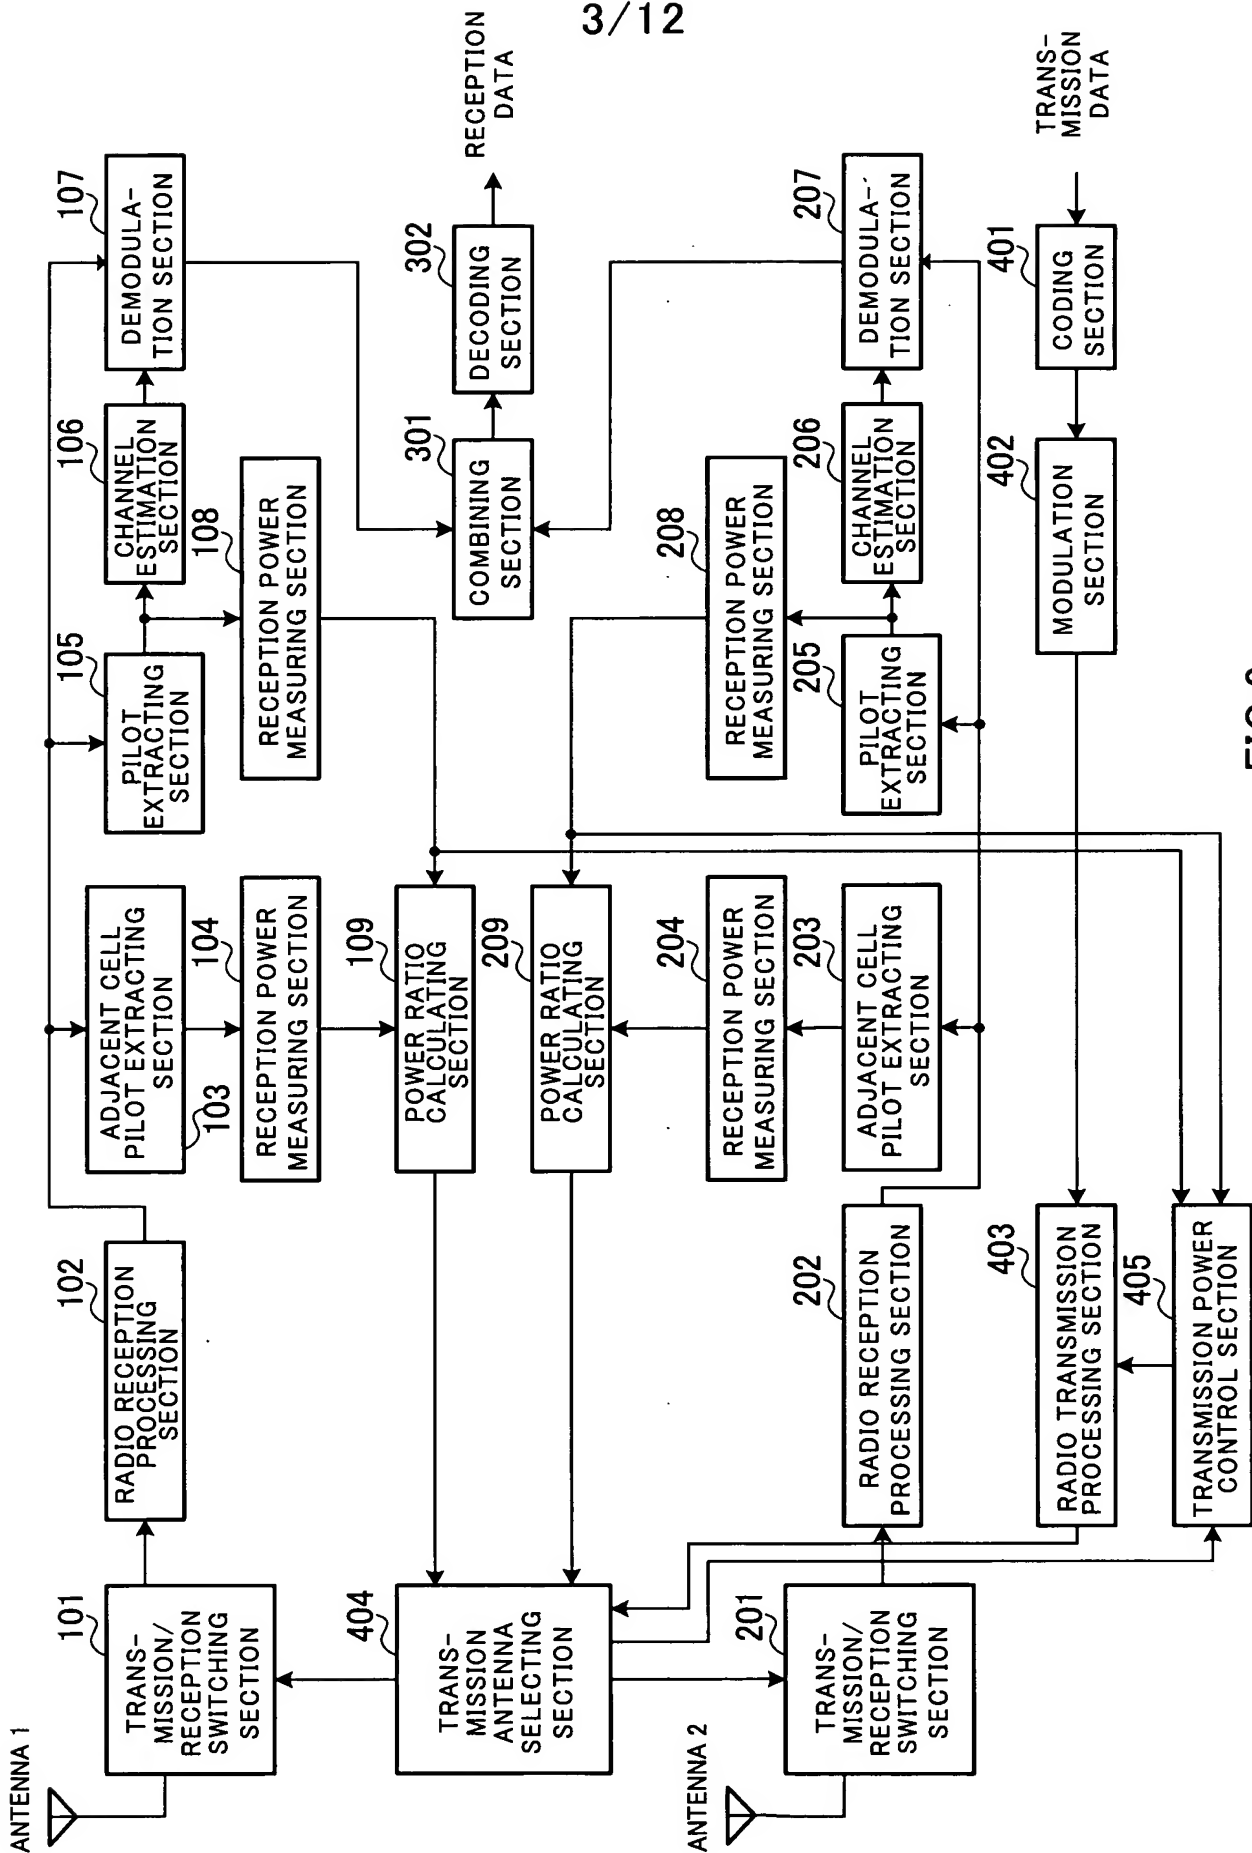 3/12
ANTENNA 1
101
TRANS-
MISSION/
RECEPTION
SWITCHING
SECTION
102
RADIO RECEPTION
PROCESSING
SECTION
ADJACENT CELL
PILOT EXTRACTING
SECTION
103
104
RECEPTION POWER
MEASURING SECTION
105
PILOT
EXTRACTING
SECTION
106
CHANNEL
ESTIMATION
SECTION
107
DEMODULA-
TION SECTION
108
RECEPTION POWER
MEASURING SECTION
109
POWER RATIO
CALCULATING
SECTION
209
POWER RATIO
CALCULATING
SECTION
301
COMBINING
SECTION
302
DECODING
SECTION
RECEPTION
DATA
404
TRANS-
MISSION
ANTENNA
SELECTING
SECTION
ANTENNA 2
201
TRANS-
MISSION/
RECEPTION
SWITCHING
SECTION
202
RADIO RECEPTION
PROCESSING SECTION
203
ADJACENT CELL
PILOT EXTRACTING
SECTION
204
RECEPTION POWER
MEASURING SECTION
205
PILOT
EXTRACTING
SECTION
206
CHANNEL
ESTIMATION
SECTION
207
DEMODULA-
TION SECTION
208
RECEPTION POWER
MEASURING SECTION
TRANS-
MISSION
DATA
401
CODING
SECTION
402
MODULATION
SECTION
403
RADIO TRANSMISSION
PROCESSING SECTION
405
TRANSMISSION POWER
CONTROL SECTION